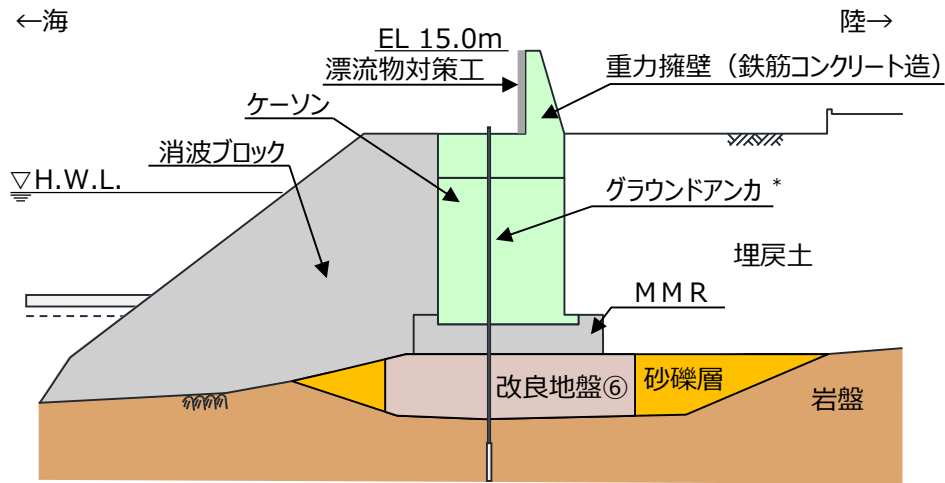 ←海
陸→
EL 15.0m
漂流物対策工
重力擁壁（鉄筋コンクリート造）
ケーソン
消波ブロック
▽H.W.L.
グラウンドアンカ *
埋戻土
ＭＭＲ
改良地盤⑥
砂礫層
岩盤